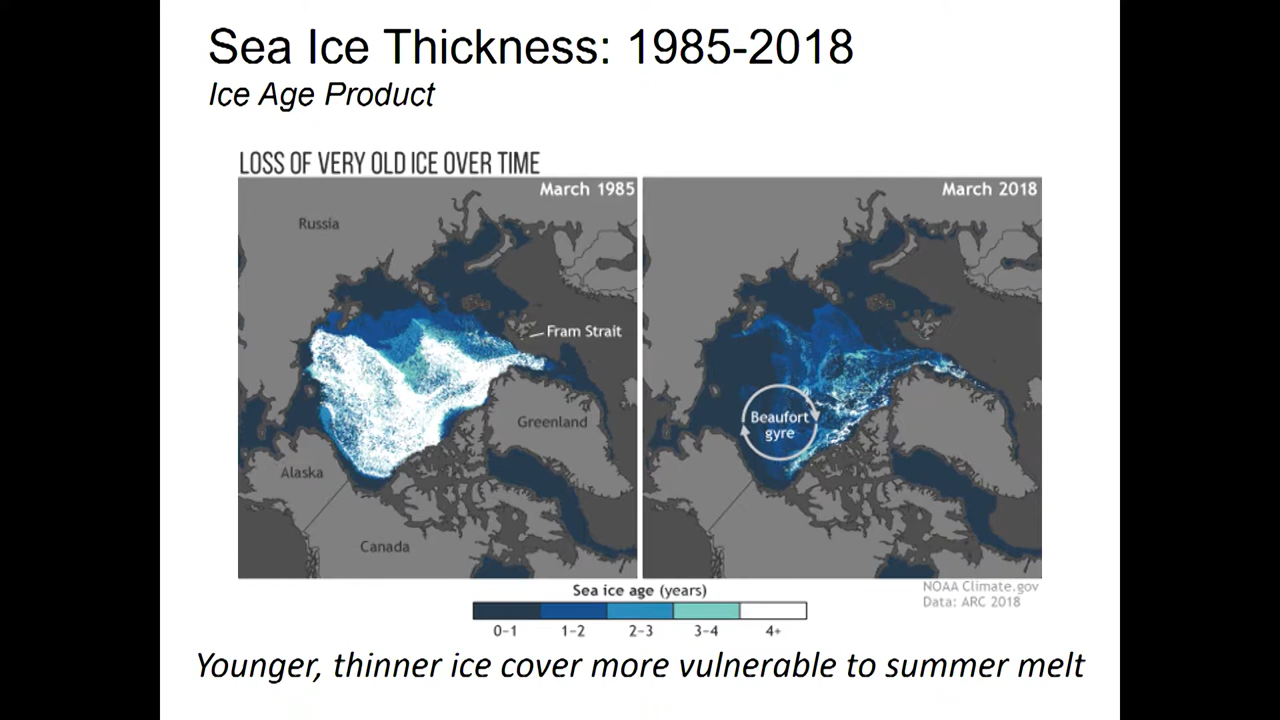 Sea Ice Thickness: 1985-2018
Ice Age Product
LOSS OF VERY OLD ICE OVER TIME
March 1985
March 2018
Russia
Fram Strait
Greenland
Beaufort
gyre
Alaska
Canada
NOAA Climate.gov
Data: ARC 2018
Sea ice age (years)
0-1 1-2 2-3 3-4 4+
Younger, thinner ice cover more vulnerable to summer melt